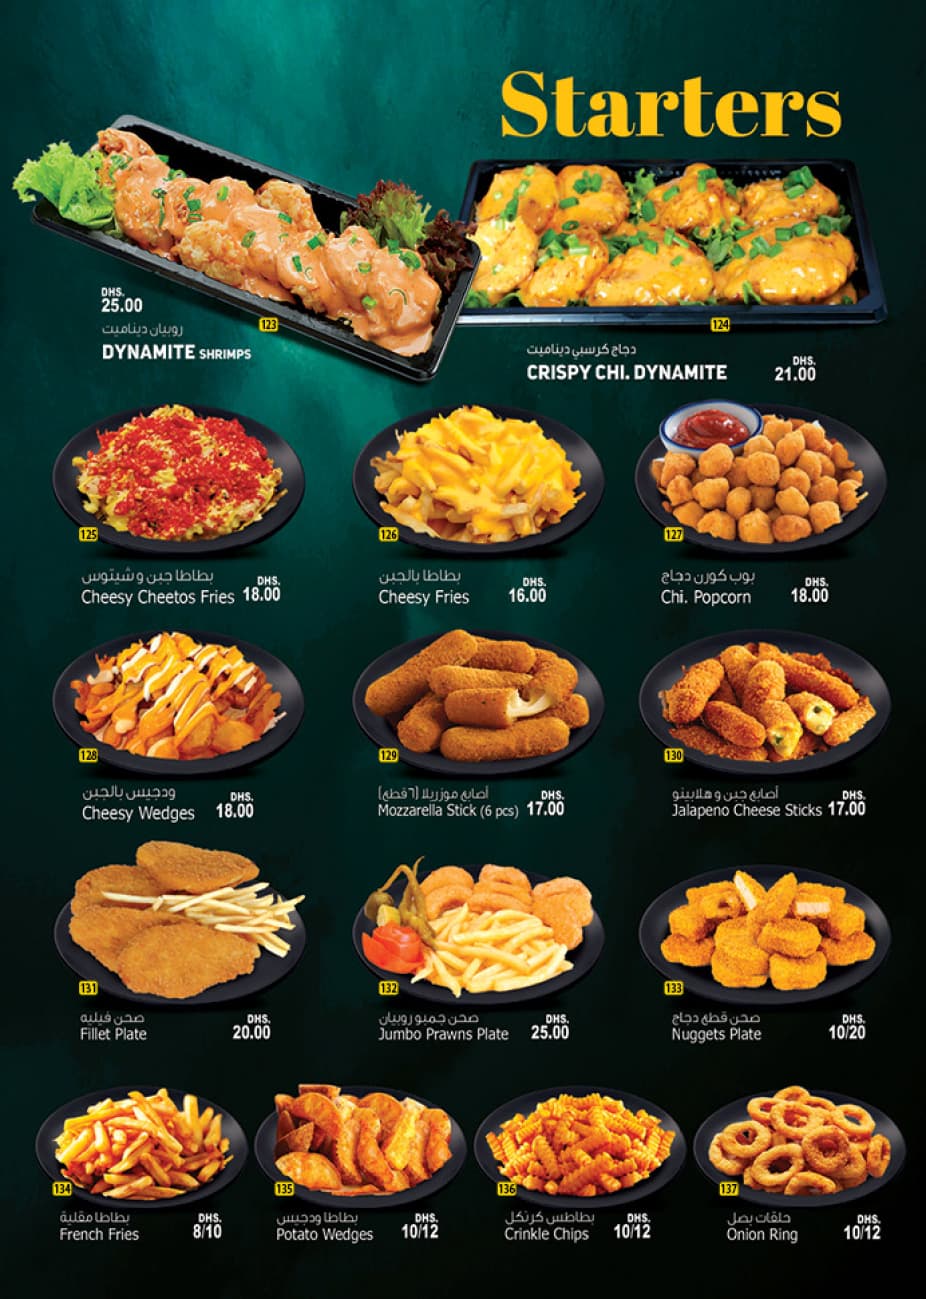 Starters
DHS.
25.00
123
روبيان ديناميت
DYNAMITE SHRIMPS
124
دجاج كرسبي ديناميت
CRISPY CHI. DYNAMITE
DHS.
21.00
125
بطاطا جبن و شيتوس
Cheesy Cheetos Fries
DHS.
18.00
126
بطاطا بالجبن
Cheesy Fries
DHS.
16.00
127
بوب كورن دجاج
Chi. Popcorn
DHS.
18.00
128
ودجيس بالجبن
Cheesy Wedges
DHS.
18.00
129
أصابع موزريلا (٦قطع)
Mozzarella Stick (6 pcs)
DHS.
17.00
130
أصابع جبن و هلابينو
Jalapeno Cheese Sticks
DHS.
17.00
131
صحن فيليه
Fillet Plate
DHS.
20.00
132
صحن جمبو روبيان
Jumbo Prawns Plate
DHS.
25.00
133
صحن قطع دجاج
Nuggets Plate
DHS.
10/20
134
بطاطا مقلية
French Fries
DHS.
8/10
135
بطاطا ودجيس
Potato Wedges
DHS.
10/12
136
بطاطس كرنكل
Crinkle Chips
DHS.
10/12
137
حلقات بصل
Onion Ring
DHS.
10/12